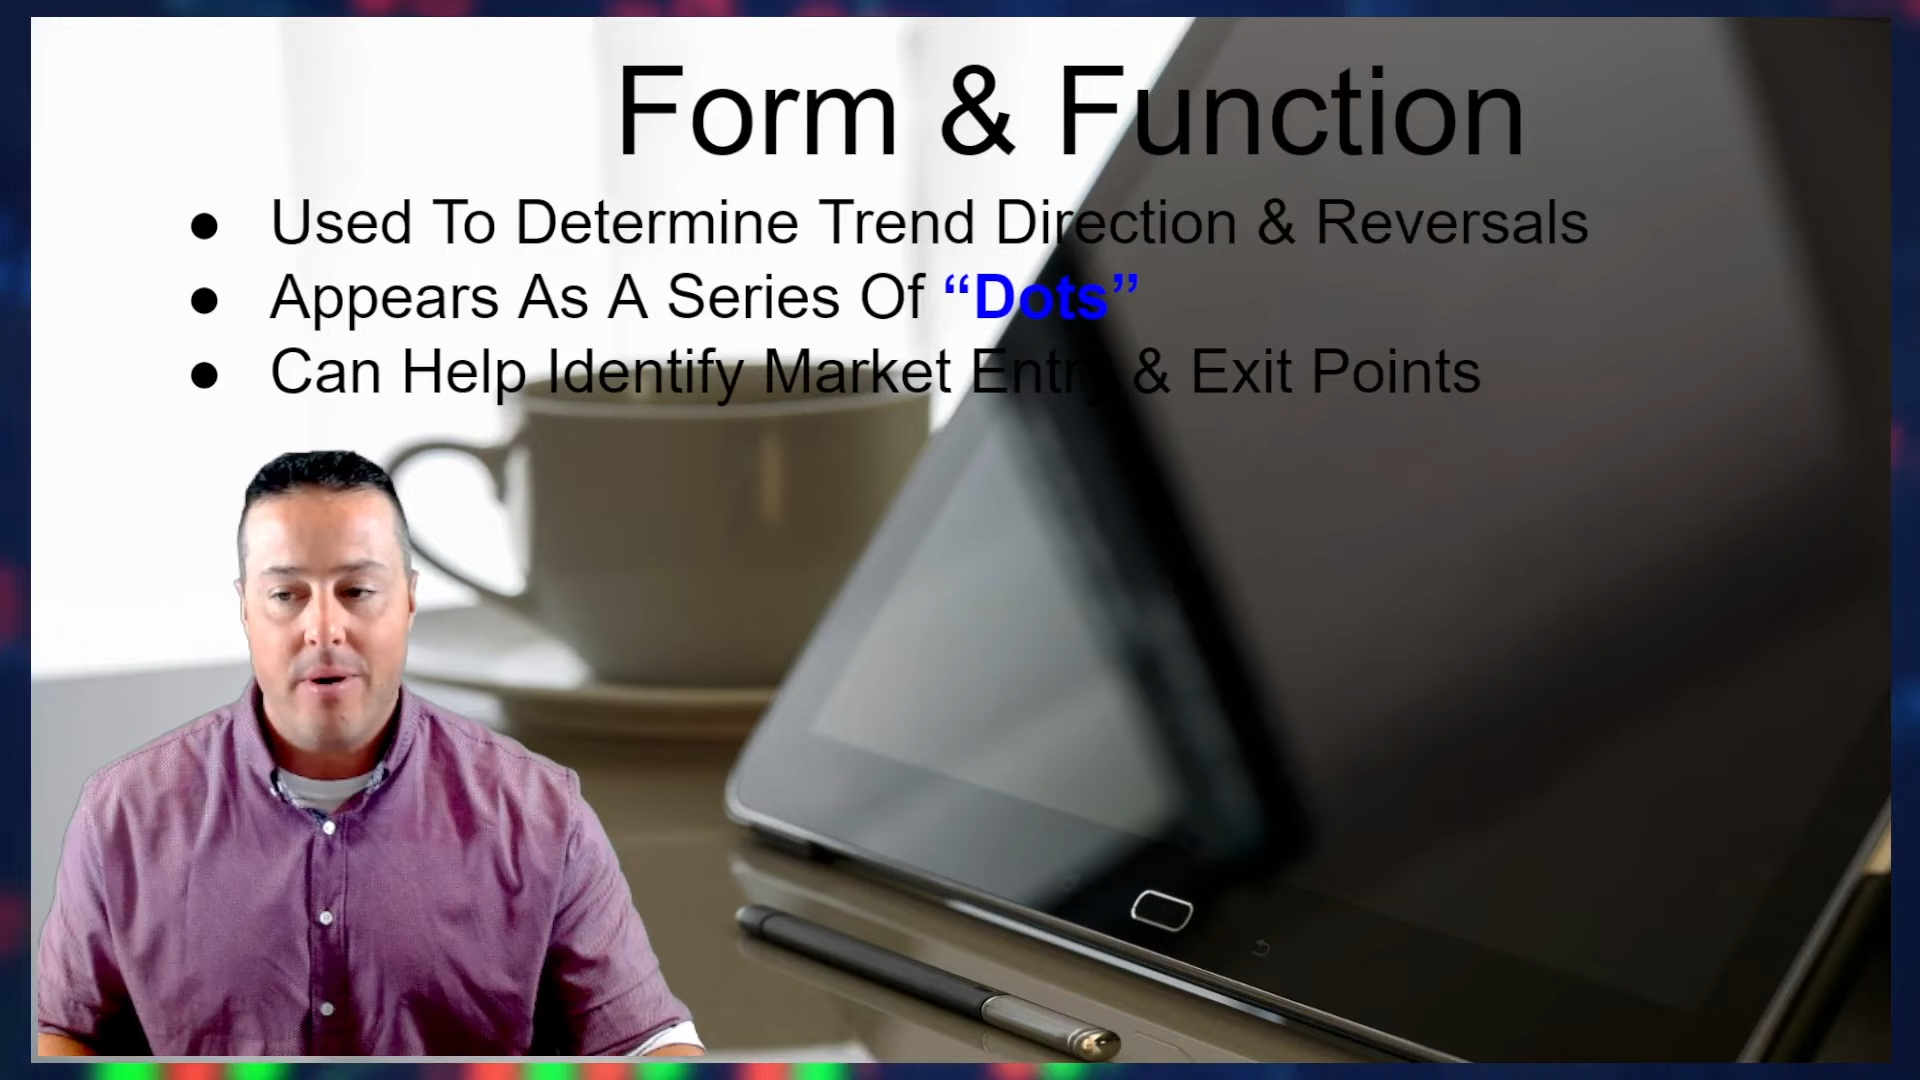 Form & Function
● Used To Determine Trend Direction & Reversals
● Appears As A Series Of “Dots”
● Can Help Identify Market Entry & Exit Points